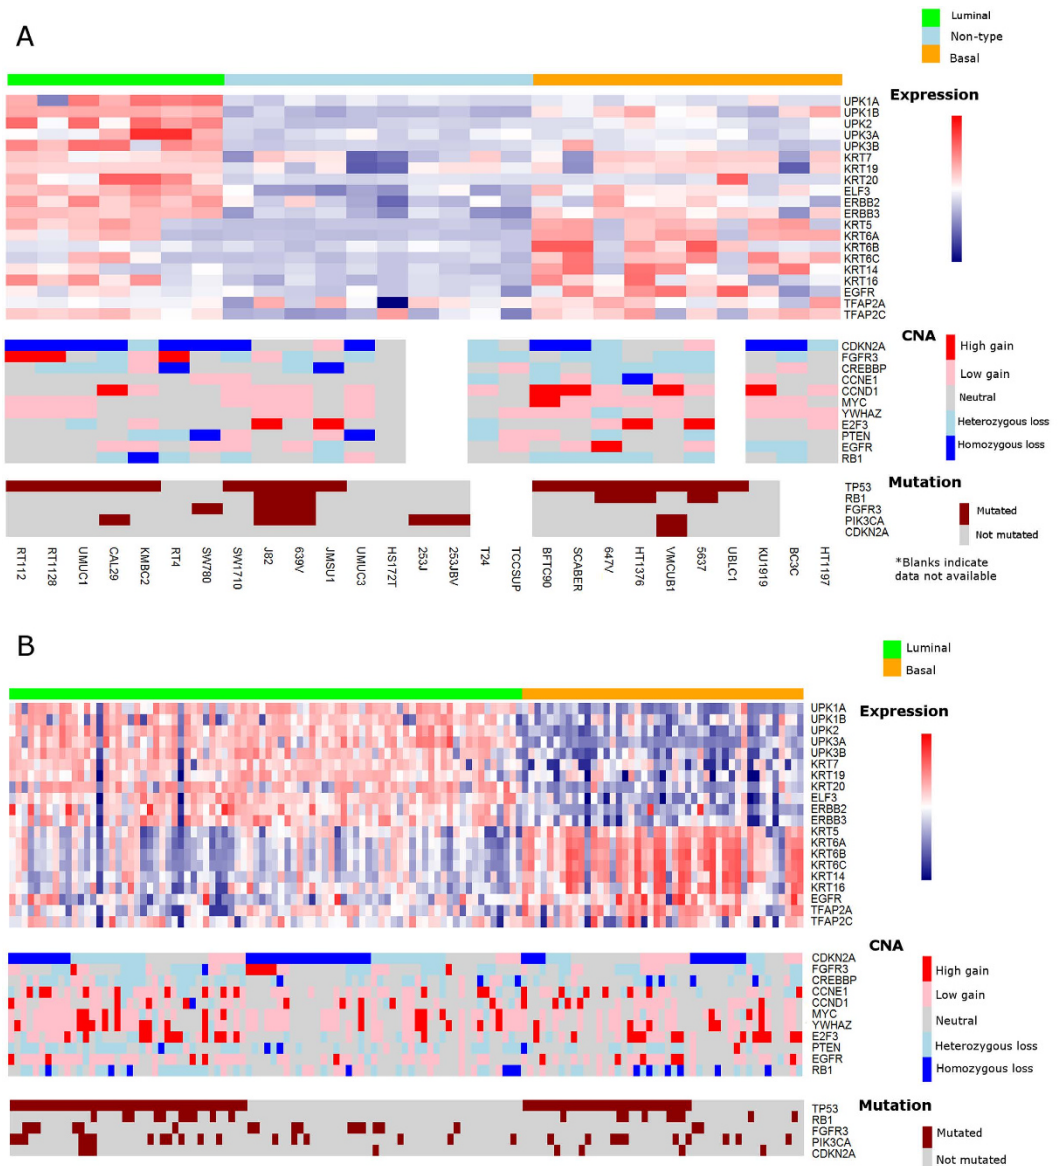 A
Luminal
Non-type
Basal
Expression
UPK1A
UPK1B
UPK2
UPK3A
UPK3B
KRT7
KRT19
KRT20
ELF3
ERBB2
ERBB3
KRT5
KRT6A
KRT6B
KRT6C
KRT14
KRT16
EGFR
TFAP2A
TFAP2C
CNA
CDKN2A
FGFR3
CREBBP
CCNE1
CCND1
MYC
YWHAZ
E2F3
PTEN
EGFR
RB1
High gain
Low gain
Neutral
Heterozygous loss
Homozygous loss
Mutation
TP53
RB1
FGFR3
PIK3CA
CDKN2A
Mutated
Not mutated
*Blanks indicate
data not available
RT112
RT1128
UMUC1
CAL29
KMBC2
RT4
SW780
SW1710
J82
639V
JMSU1
UMUC3
HS172T
253J
253JBV
T24
TCCSUP
BFTC90
SCABER
647V
HT1376
VMCUB1
5637
UBLC1
KU1919
BC3C
HT1197
B
Luminal
Basal
Expression
UPK1A
UPK1B
UPK2
UPK3A
UPK3B
KRT7
KRT19
KRT20
ELF3
ERBB2
ERBB3
KRT5
KRT6A
KRT6B
KRT6C
KRT14
KRT16
EGFR
TFAP2A
TFAP2C
CNA
CDKN2A
FGFR3
CREBBP
CCNE1
CCND1
MYC
YWHAZ
E2F3
PTEN
EGFR
RB1
High gain
Low gain
Neutral
Heterozygous loss
Homozygous loss
Mutation
TP53
RB1
FGFR3
PIK3CA
CDKN2A
Mutated
Not mutated